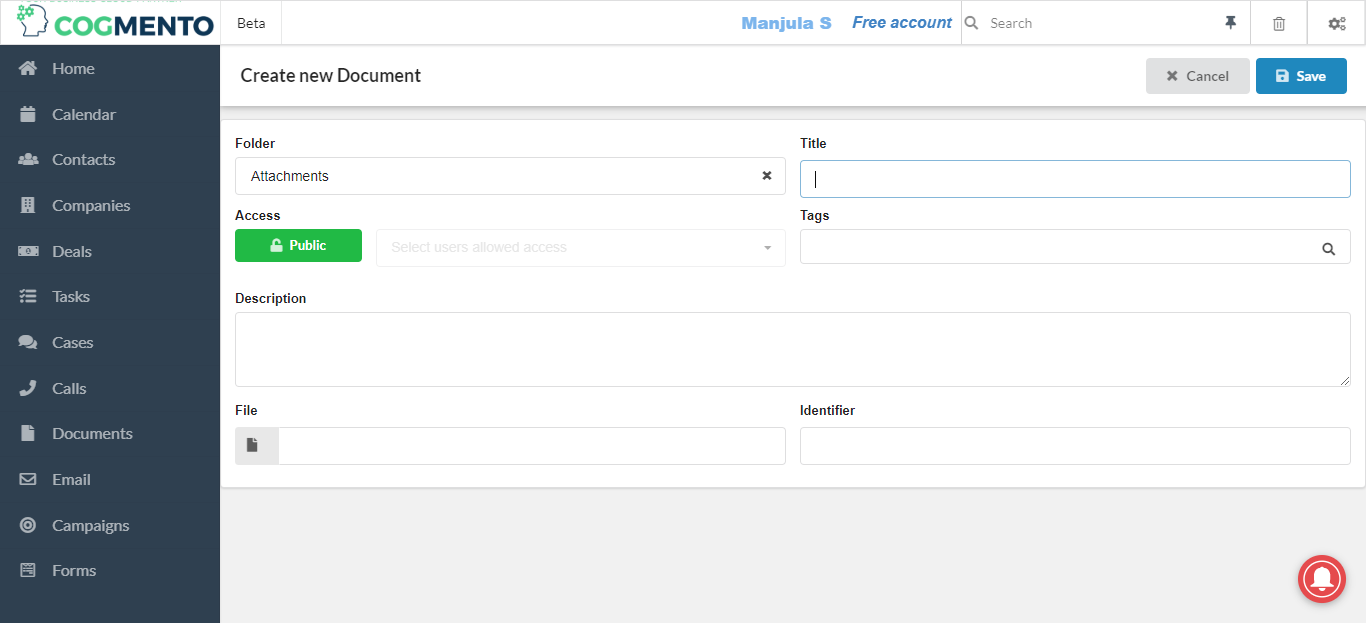 COGMENTO
Beta
Manjula S
Free account
Search
Home
Calendar
Contacts
Companies
Deals
Tasks
Cases
Calls
Documents
Email
Campaigns
Forms
Create new Document
Cancel
Save
Folder
Title
Attachments
Access
Tags
Public
Select users allowed access
Description
File
Identifier